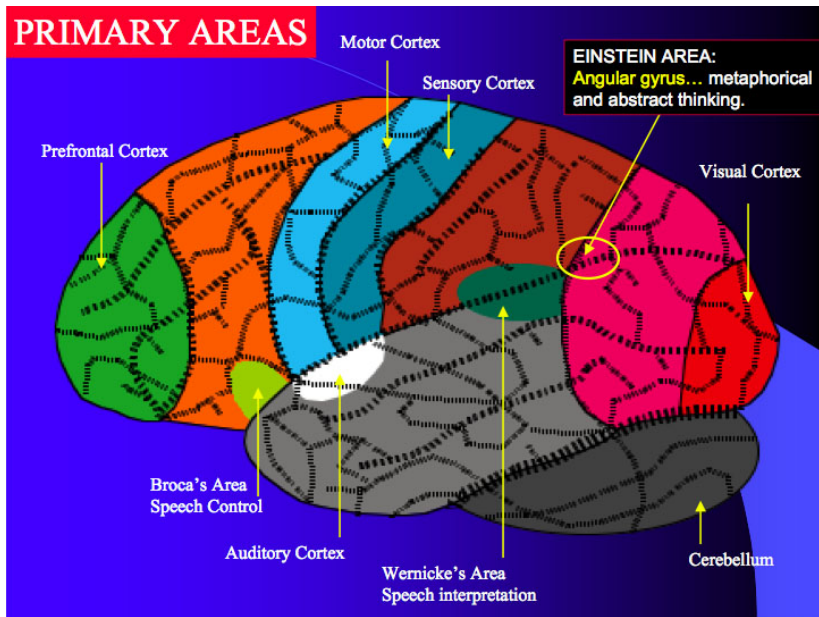 PRIMARY AREAS
Motor Cortex
EINSTEIN AREA:
Angular gyrus… metaphorical
and abstract thinking.
Sensory Cortex
Prefrontal Cortex
Visual Cortex
Broca’s Area
Speech Control
Auditory Cortex
Wernicke’s Area
Speech interpretation
Cerebellum